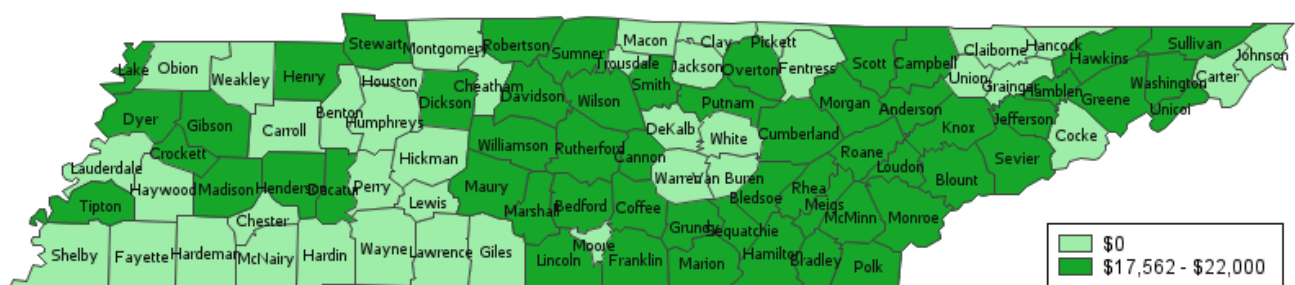 Stewart
Montgomery
Robertson
Sumner
Macon
Clay
Pickett
Claiborne
Hancock
Sullivan
Johnson
Lake
Obion
Weakley
Henry
Houston
Cheatham
Trousdale
Smith
Jackson
Overton
Fentress
Scott
Campbell
Union
Grainger
Hamblen
Hawkins
Washington
Carter
Greene
Unicol
Dyer
Gibson
Carroll
Benton
Humphreys
Dickson
Davidson
Wilson
Putnam
Morgan
Anderson
Knox
Jefferson
Cocke
DeKalb
White
Cumberland
Lauderdale
Crockett
Hickman
Williamson
Rutherford
Cannon
Roane
Loudon
Sevier
Blount
Haywood
Madison
Henderson
Decatur
Perry
Lewis
Maury
Warren
Van Buren
Bledsoe
Rhea
Meigs
Tipton
Chester
Marshall
Bedford
Coffee
Grundy
Sequatchie
McMinn
Monroe
Shelby
Fayette
Hardeman
McNairy
Hardin
Wayne
Lawrence
Giles
Lincoln
Moore
Franklin
Marion
Hamilton
Bradley
Polk
$0
$17,562 - $22,000